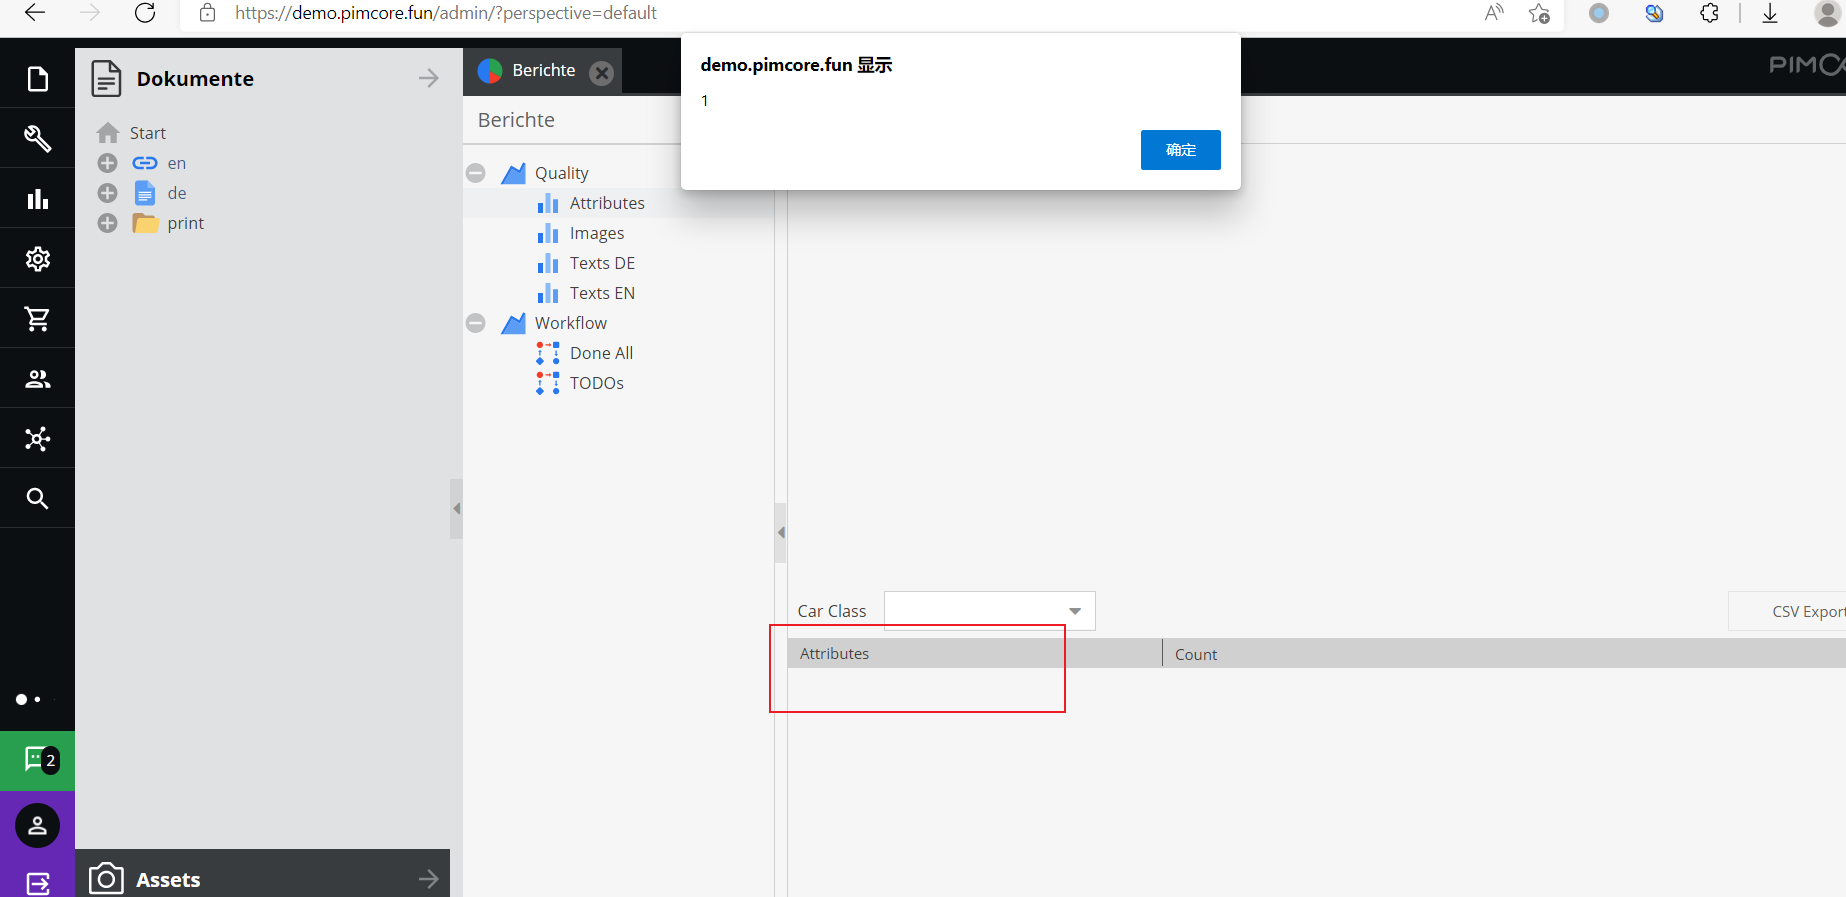 https://demo.pimcore.fun/admin/?perspective=default
demo.pimcore.fun 显示
1
确定
Dokumente
Start
en
de
print
Berichte
Berichte
Quality
Attributes
Images
Texts DE
Texts EN
Workflow
Done All
TODOs
Car Class
CSV Export
Attributes
Count
2
Assets
PIMCO